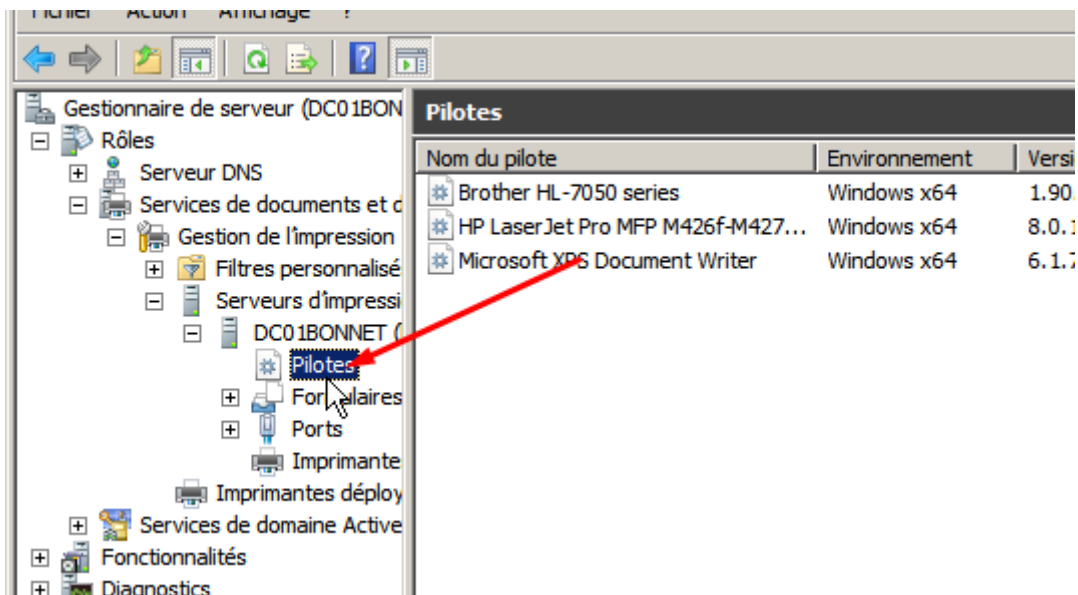 Fichier Action Affichage ?
Gestionnaire de serveur (DC01BON
Rôles
Serveur DNS
Services de documents et d
Gestion de l'impression
Filtres personnalisé
Serveurs d'impressi
DC01BONNET (
Pilotes
Formulaires
Ports
Imprimante
Imprimantes déploy
Services de domaine Active
Fonctionnalités
Diagnostics
Pilotes
Nom du pilote Environnement Versi
Brother HL-7050 series Windows x64 1.90.
HP LaserJet Pro MFP M426f-M427... Windows x64 8.0.1
Microsoft XPS Document Writer Windows x64 6.1.7